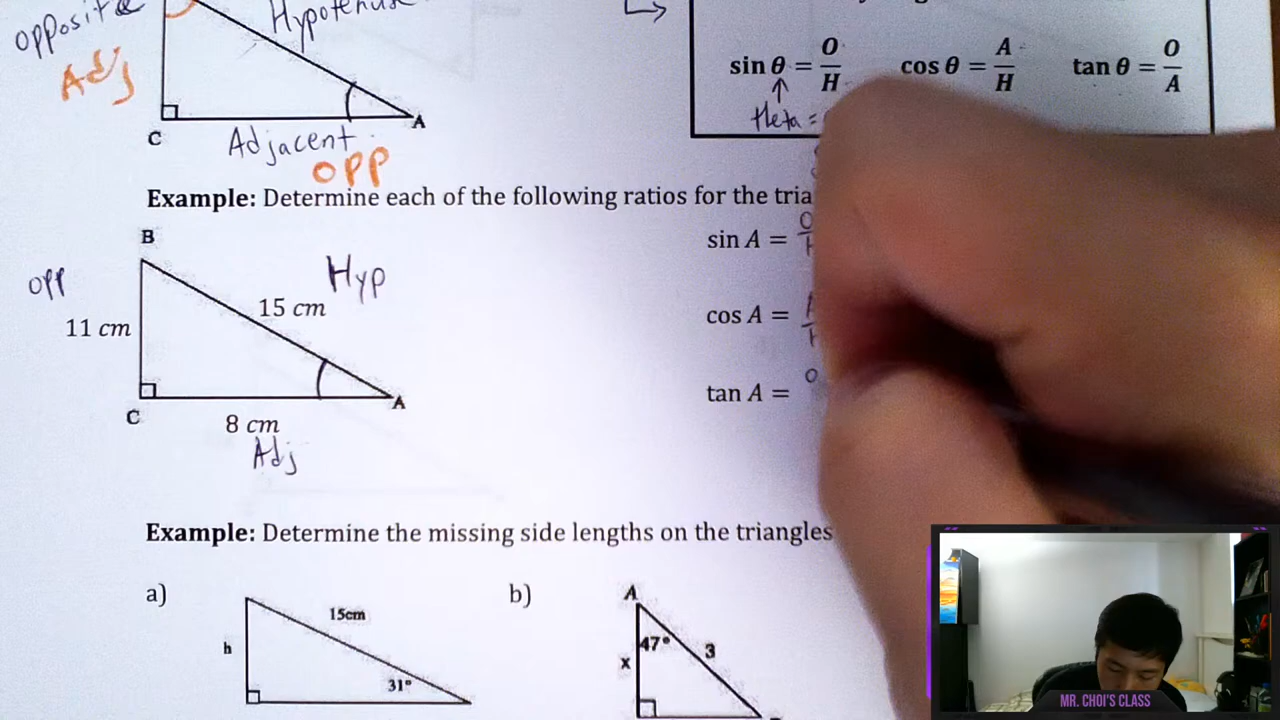 opposite
Hypotenus
Adj
C
Adjacent
OPP
A
sin θ = O/H
cos θ = A/H
tan θ = O/A
theta =
Example: Determine each of the following ratios for the tria
B
opp
Hyp
15 cm
11 cm
C
8 cm
A
Adj
sin A =
cos A =
tan A =
Example: Determine the missing side lengths on the triangles
a)
15cm
h
31°
b)
A
47°
3
x
MR. CHOI'S CLASS